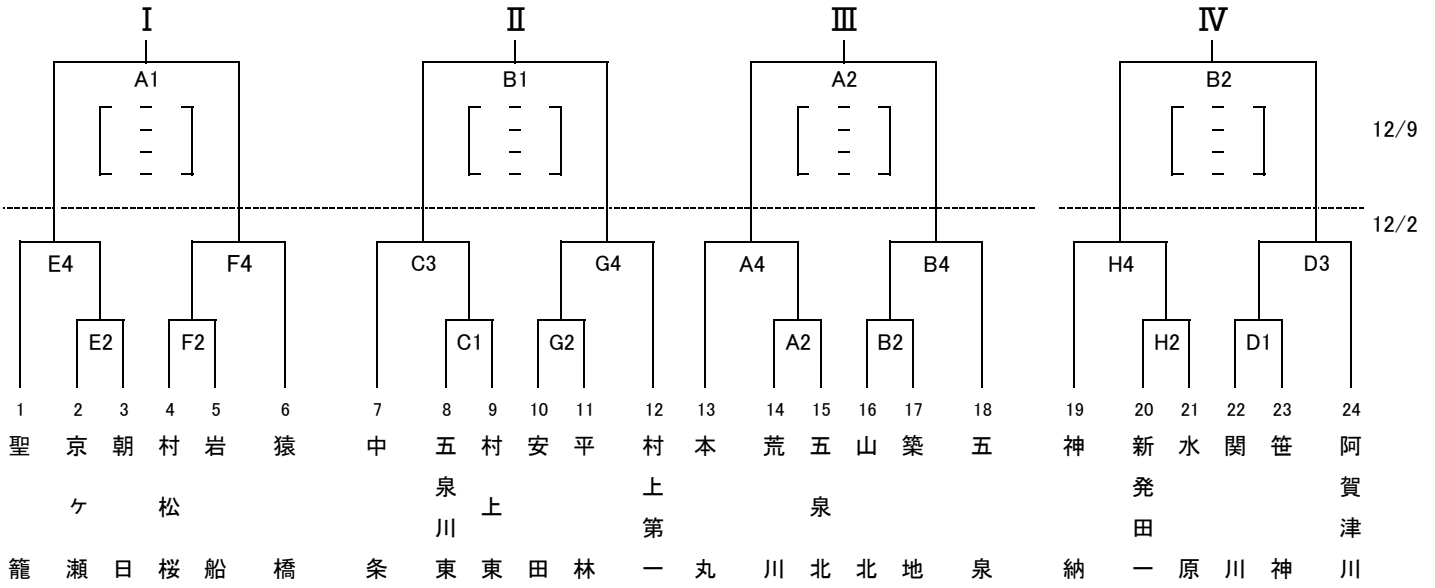 Ⅰ Ⅱ Ⅲ Ⅳ
A1 B1 A2 B2
12/9
12/2
E4 F4 C3 G4 A4 B4 H4 D3
E2 F2 C1 G2 A2 B2 H2 D1
1 2 3 4 5 6 7 8 9 10 11 12 13 14 15 16 17 18 19 20 21 22 23 24
聖籠
京ヶ瀬
朝日
村松桜
岩船
猿橋
中条
五泉川東
村上東
安田
平林
村上第一
本丸
荒川
五泉北
山北
築地
五泉
神納
新発田一
水原
関川
笹神
阿賀津川